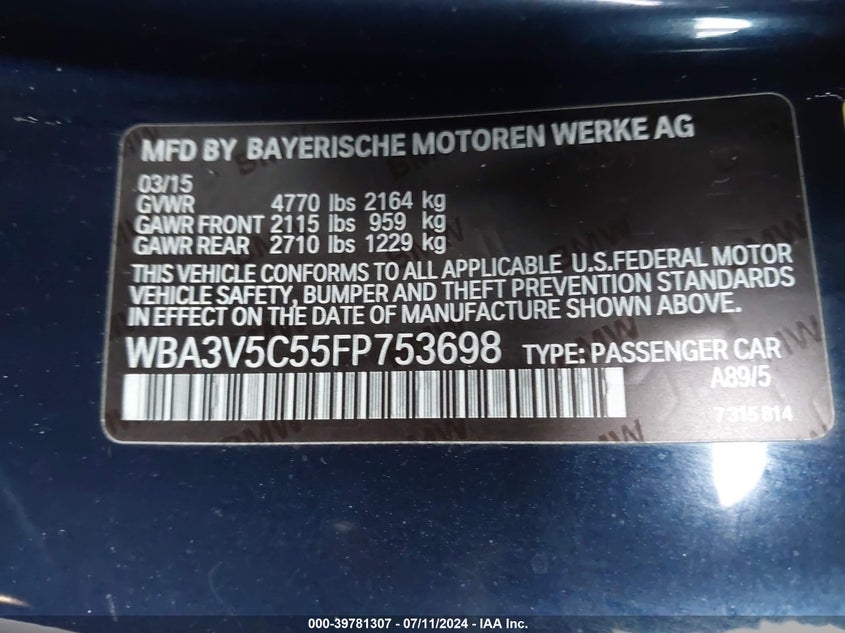 MFD BY BAYERISCHE MOTOREN WERKE AG
03/15
GVWR 4770 lbs 2164 kg
GAWR FRONT 2115 lbs 959 kg
GAWR REAR 2710 lbs 1229 kg
THIS VEHICLE CONFORMS TO ALL APPLICABLE U.S.FEDERAL MOTOR
VEHICLE SAFETY, BUMPER AND THEFT PREVENTION STANDARDS
IN EFFECT ON THE DATE OF MANUFACTURE SHOWN ABOVE.
WBA3V5C55FP753698 TYPE: PASSENGER CAR
A89/5
7 315 814
000-39781307 - 07/11/2024 - IAA Inc.